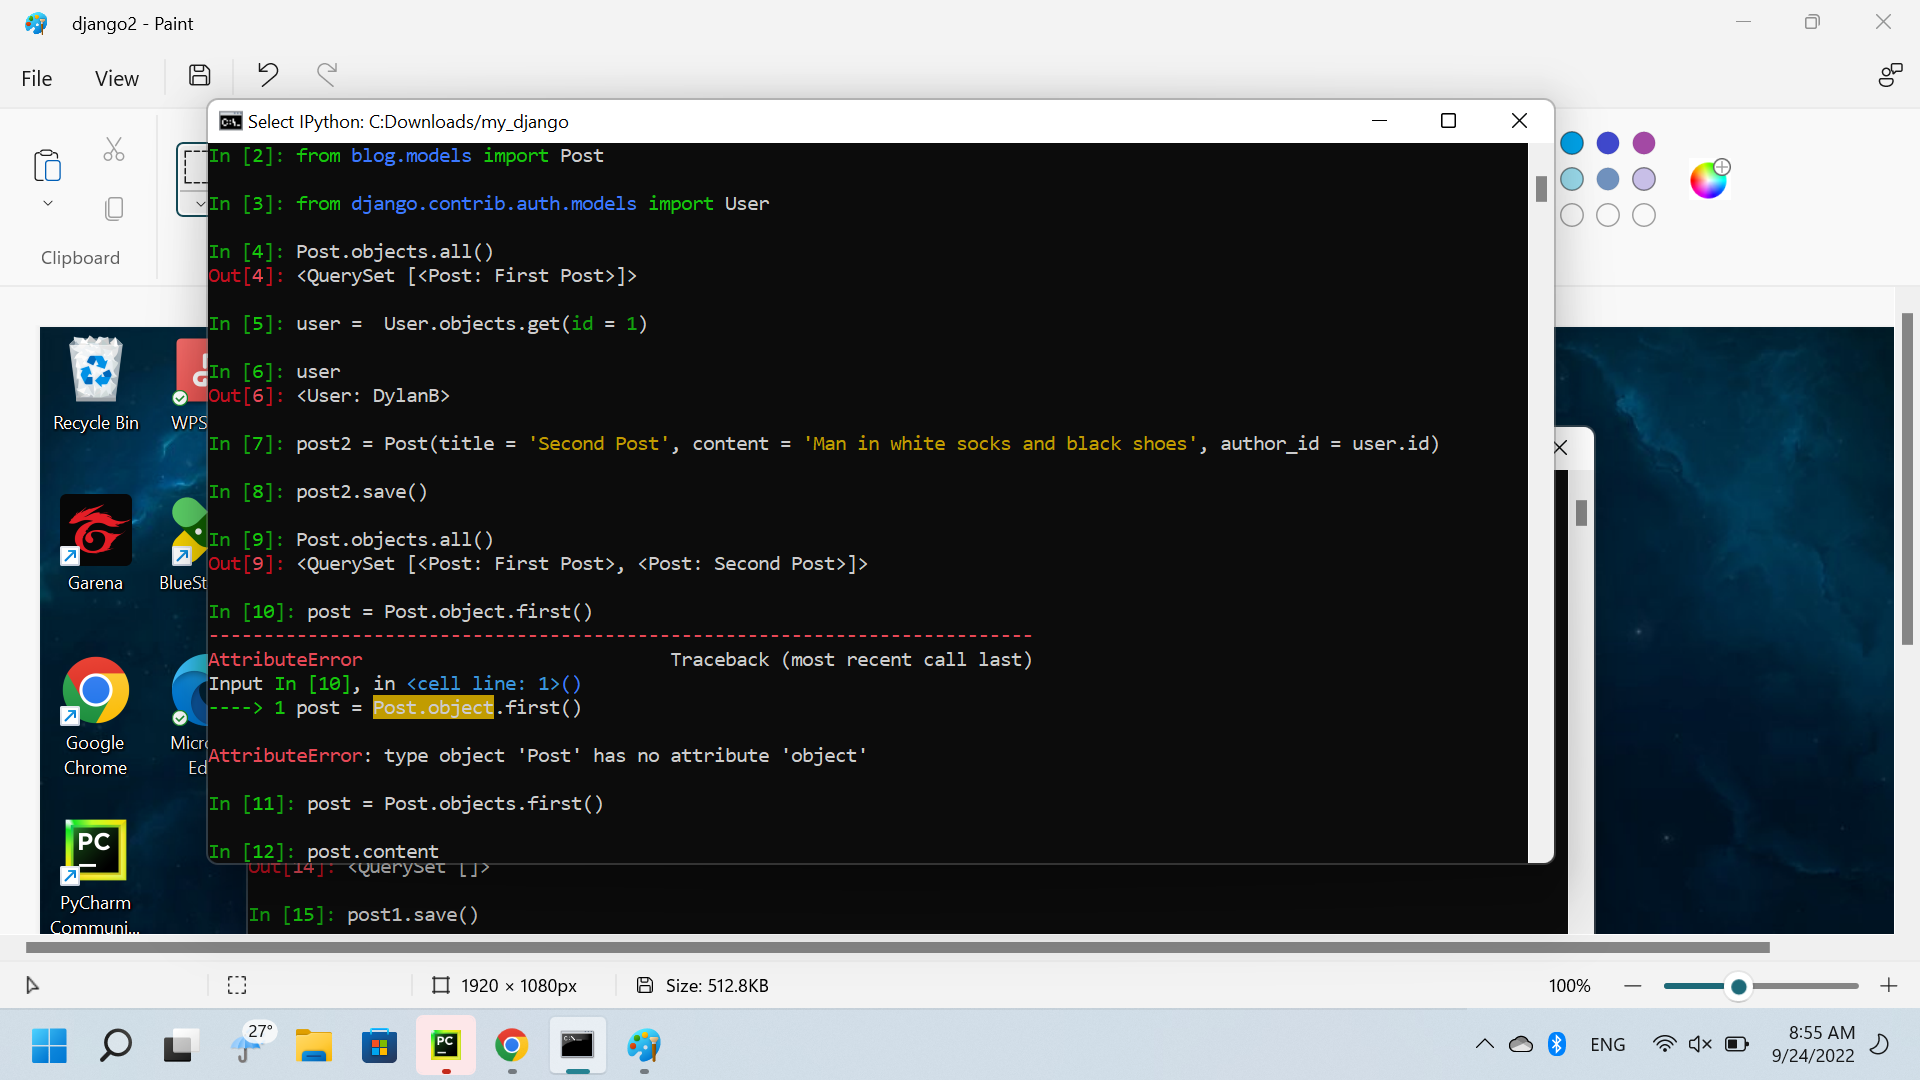 django2 - Paint
File View
Select IPython: C:Downloads/my_django
In [2]: from blog.models import Post
In [3]: from django.contrib.auth.models import User
In [4]: Post.objects.all()
Out[4]: <QuerySet [<Post: First Post>]>
In [5]: user =  User.objects.get(id = 1)
In [6]: user
Out[6]: <User: DylanB>
In [7]: post2 = Post(title = 'Second Post', content = 'Man in white socks and black shoes', author_id = user.id)
In [8]: post2.save()
In [9]: Post.objects.all()
Out[9]: <QuerySet [<Post: First Post>, <Post: Second Post>]>
In [10]: post = Post.object.first()
---------------------------------------------------------------------------
AttributeError                            Traceback (most recent call last)
Input In [10], in <cell line: 1>()
----> 1 post = Post.object.first()
AttributeError: type object 'Post' has no attribute 'object'
In [11]: post = Post.objects.first()
In [12]: post.content
Out[14]: <QuerySet []>
In [15]: post1.save()
Clipboard
Recycle Bin
WPS
Garena
BlueSt
Google
Chrome
Micro
Ed
PC
PyCharm
Communi...
1920 × 1080px
Size: 512.8KB
100%
27°
PC
ENG
8:55 AM
9/24/2022